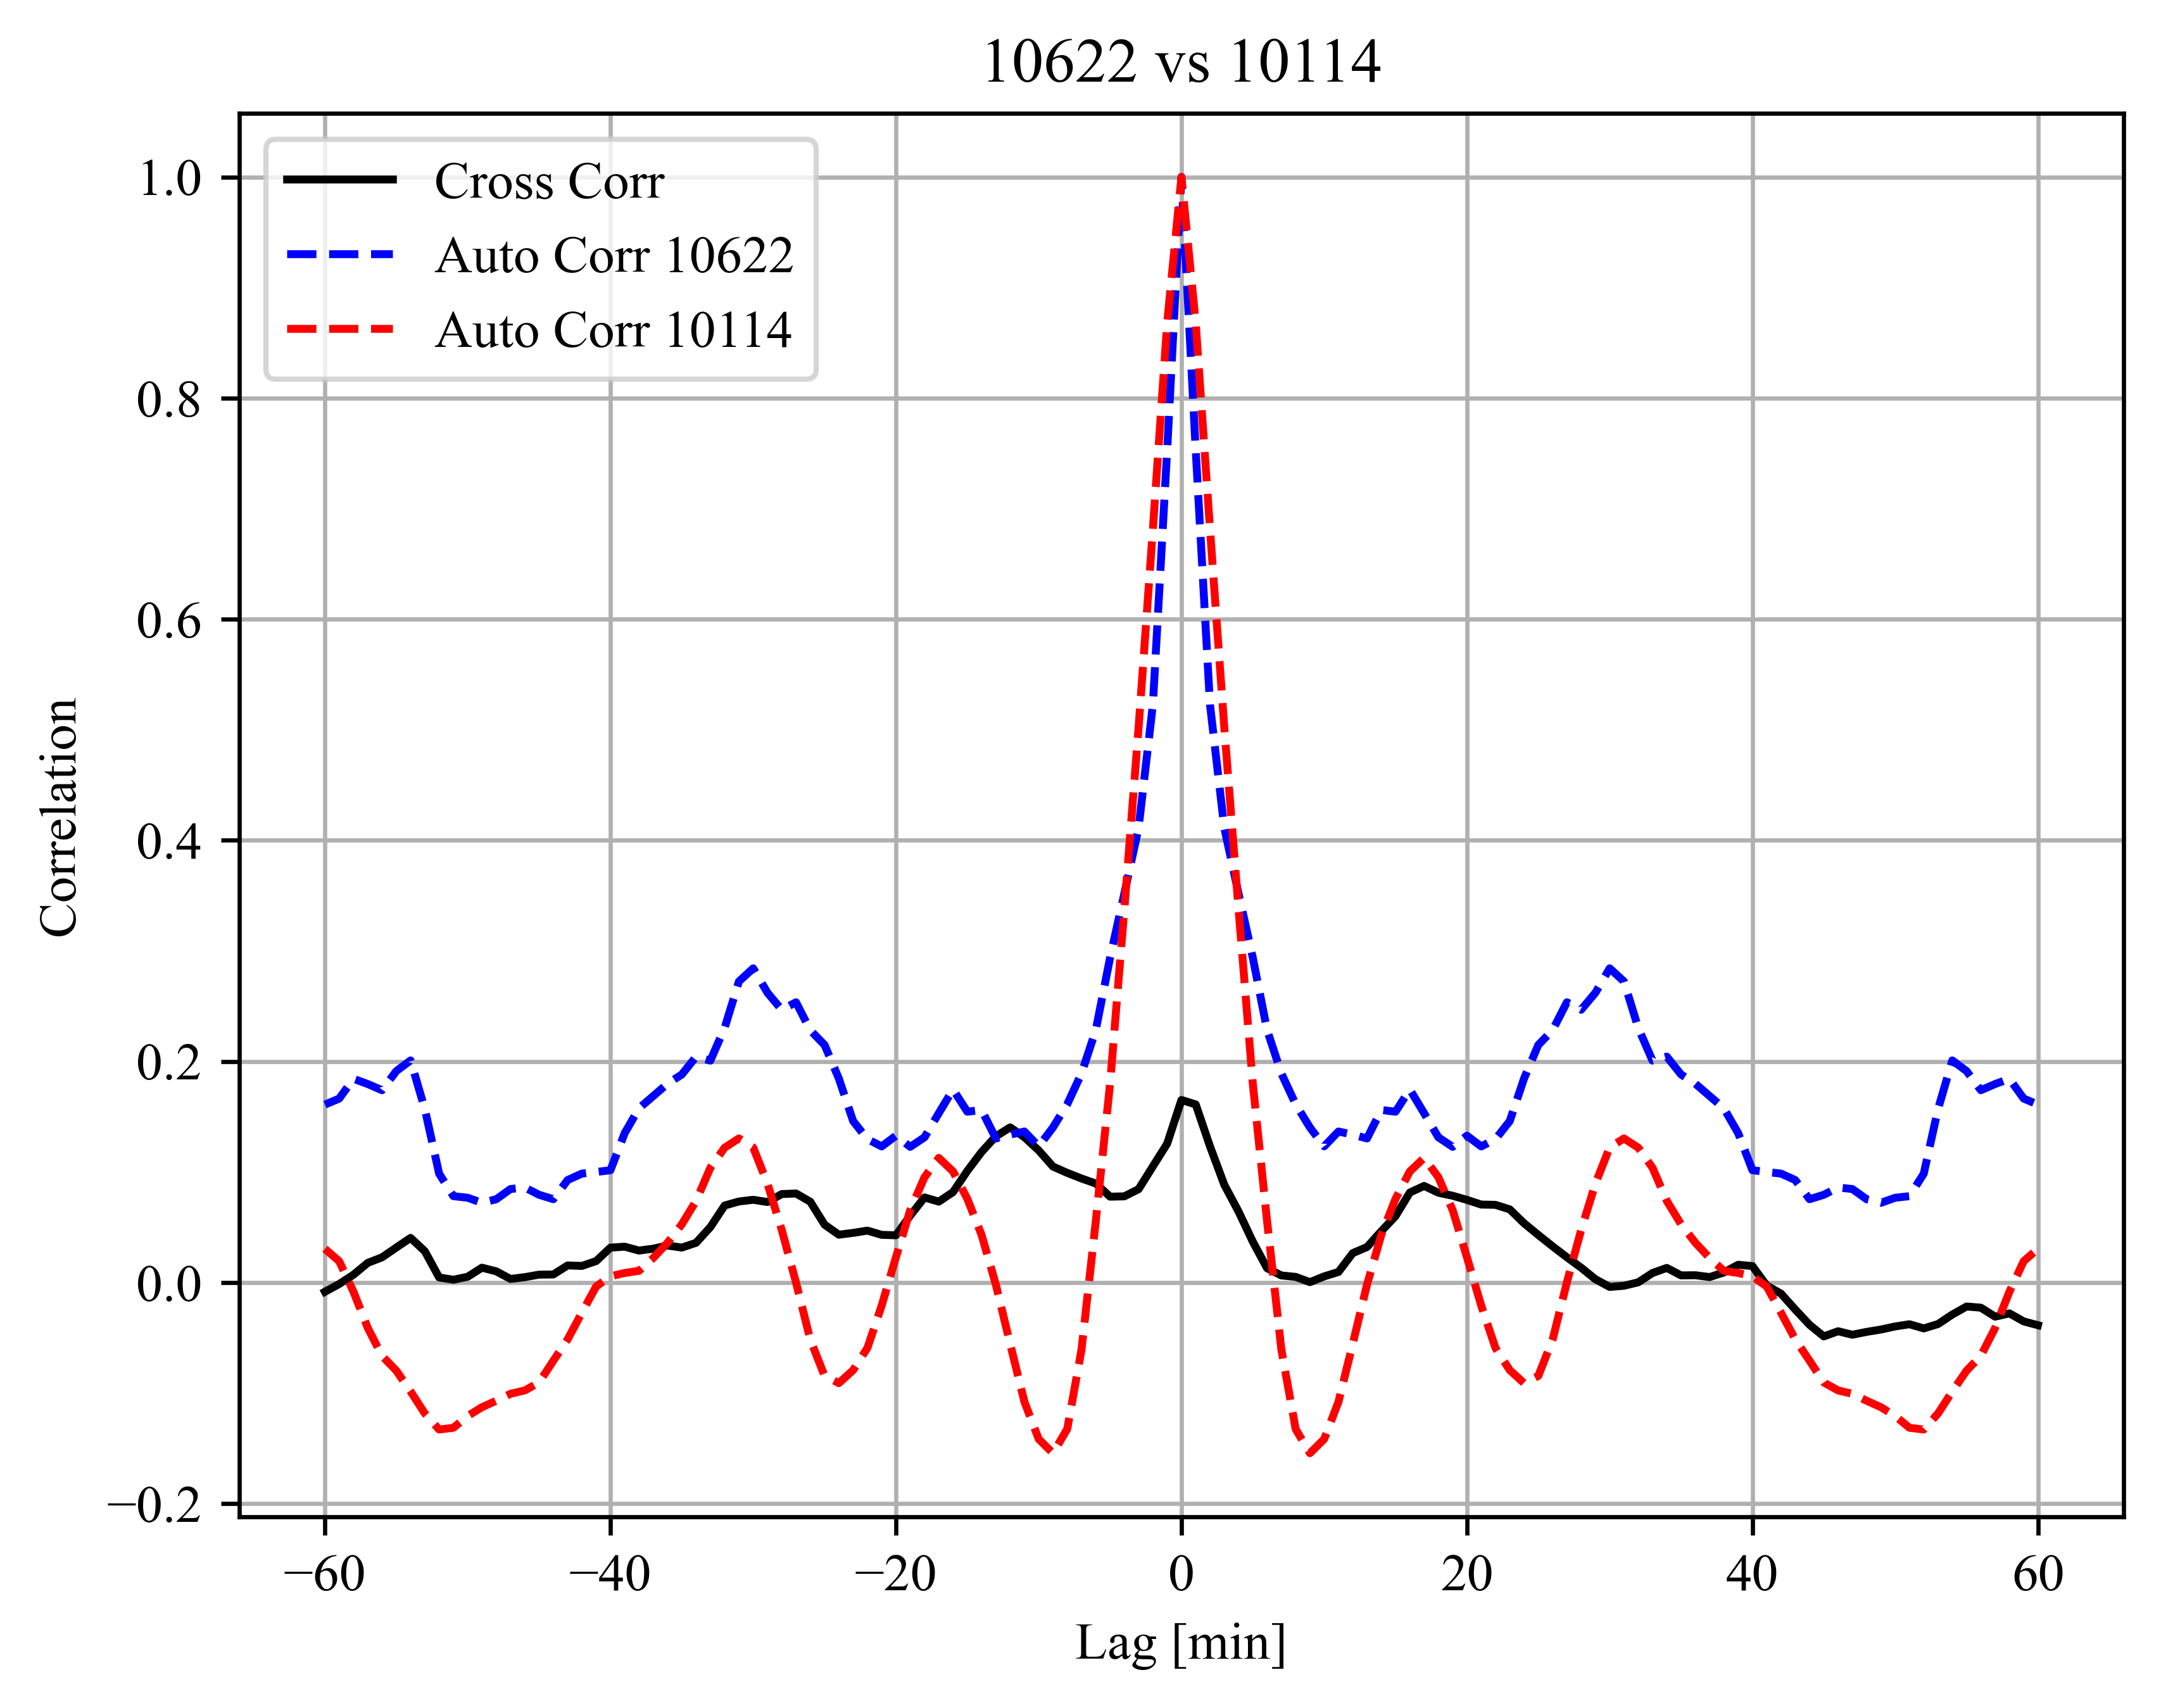 10622 vs 10114
Cross Corr
Auto Corr 10622
Auto Corr 10114
1.0
0.8
0.6
0.4
0.2
0.0
−0.2
Correlation
−60 −40 −20 0 20 40 60
Lag [min]